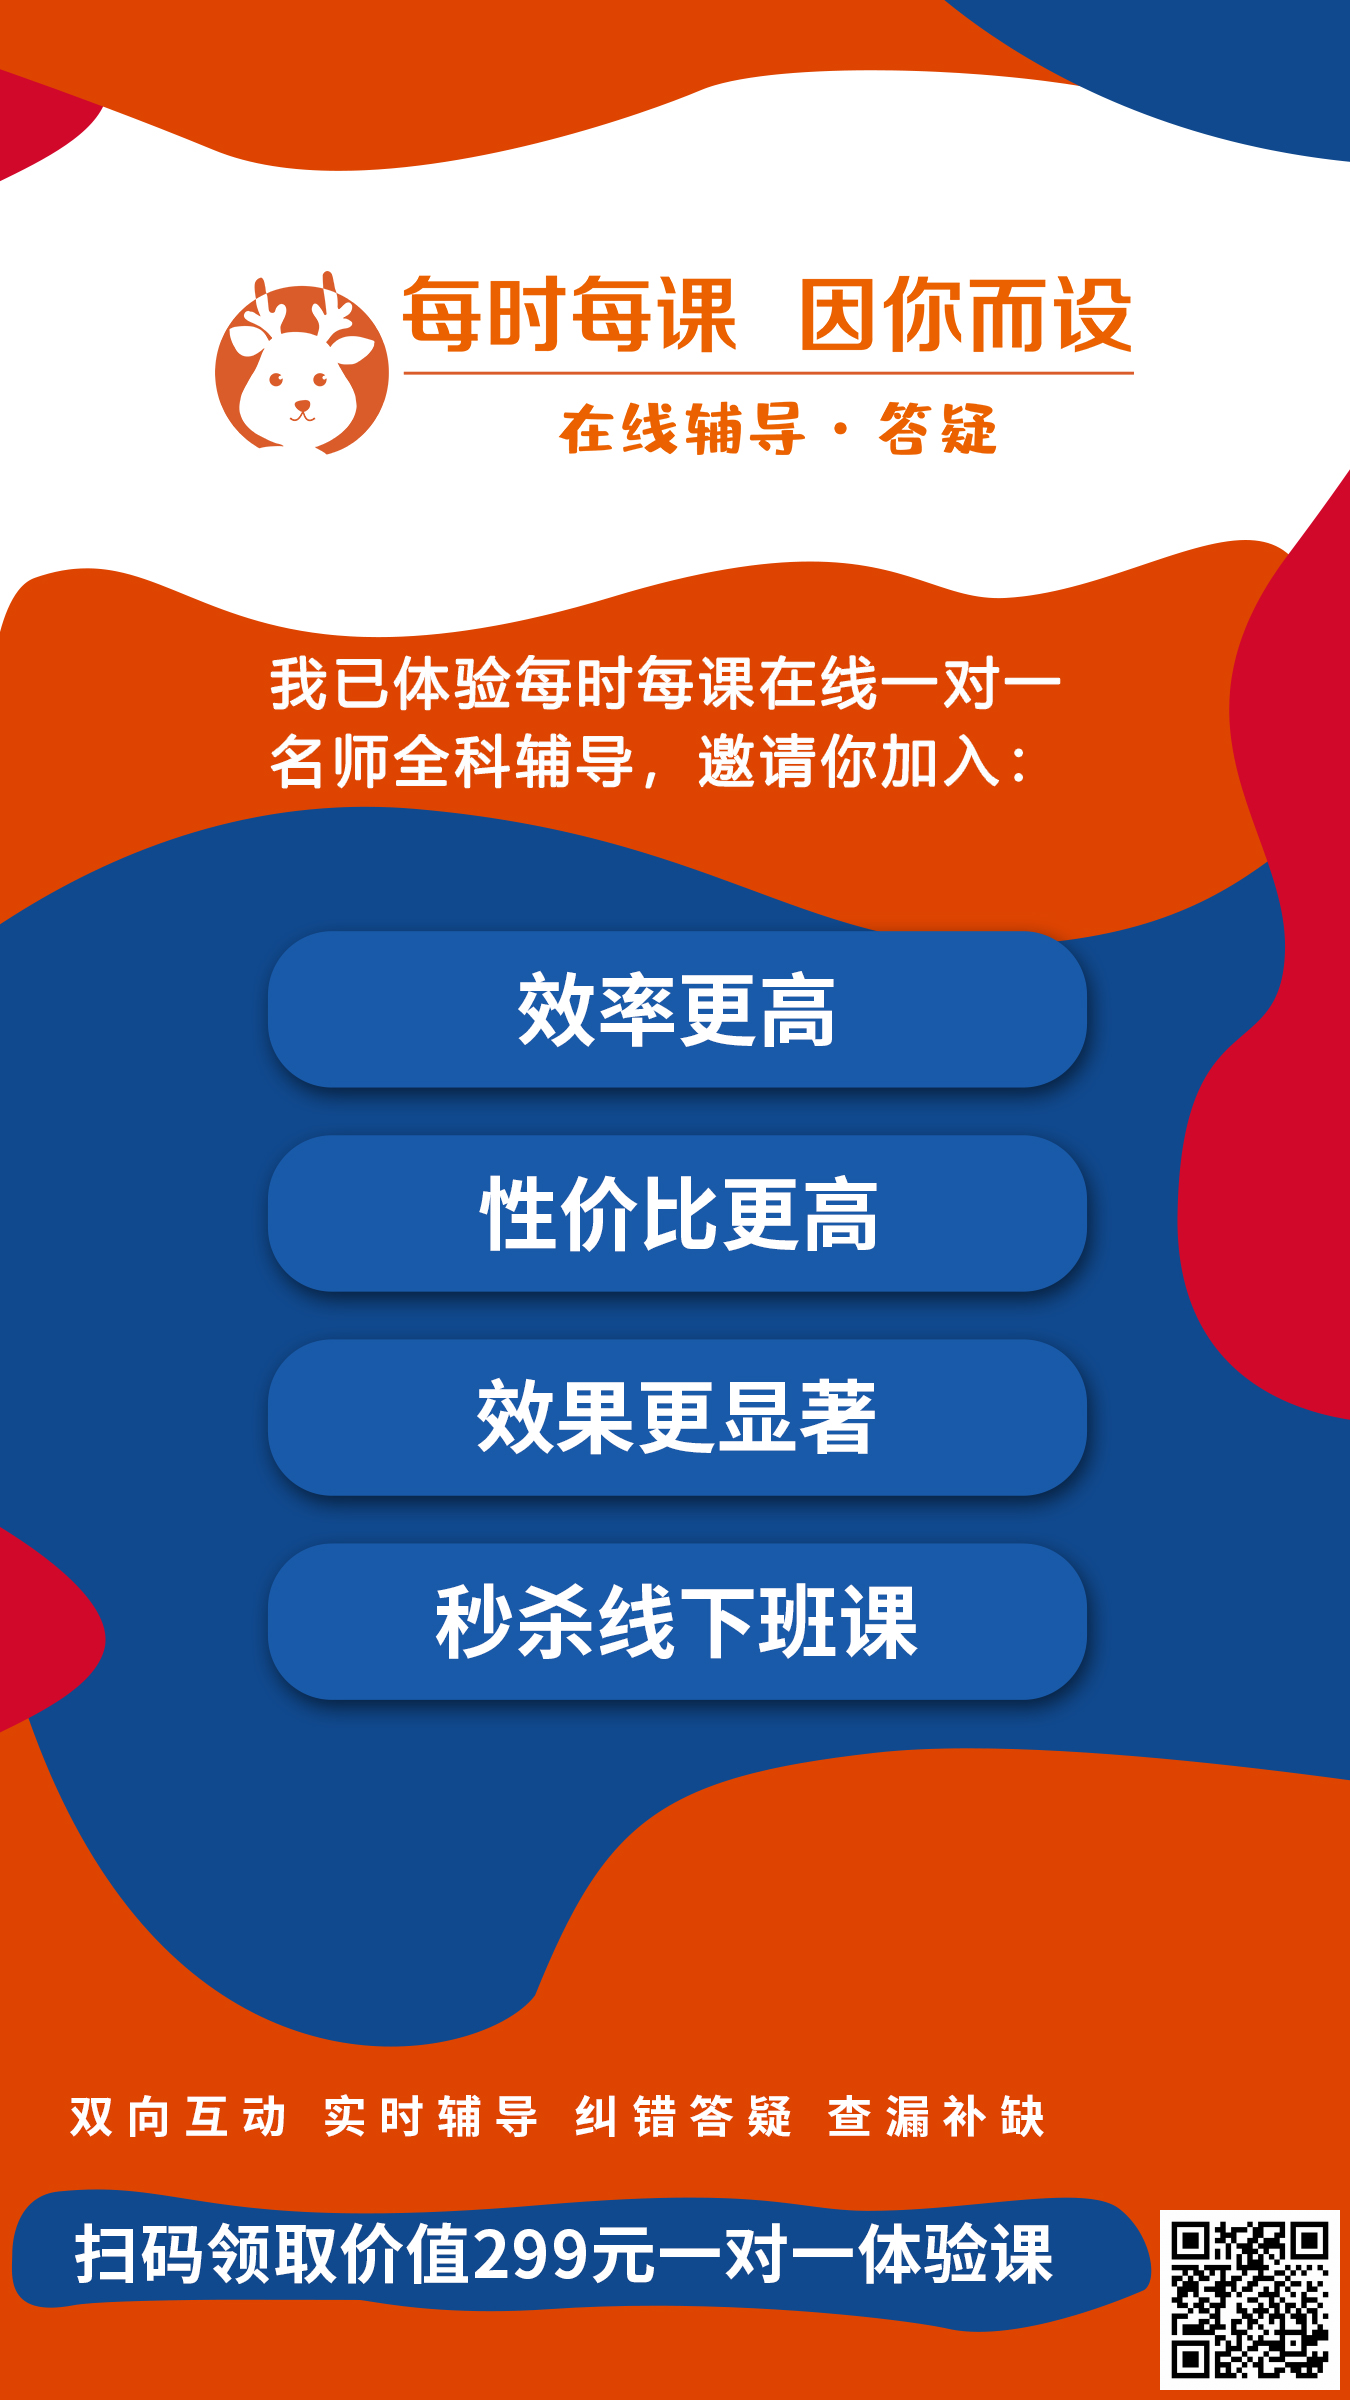 每时每课 因你而设
在线辅导·答疑
我已体验每时每课在线一对一
名师全科辅导，邀请你加入：
效率更高
性价比更高
效果更显著
秒杀线下班课
双向互动 实时辅导 纠错答疑 查漏补缺
扫码领取价值299元一对一体验课